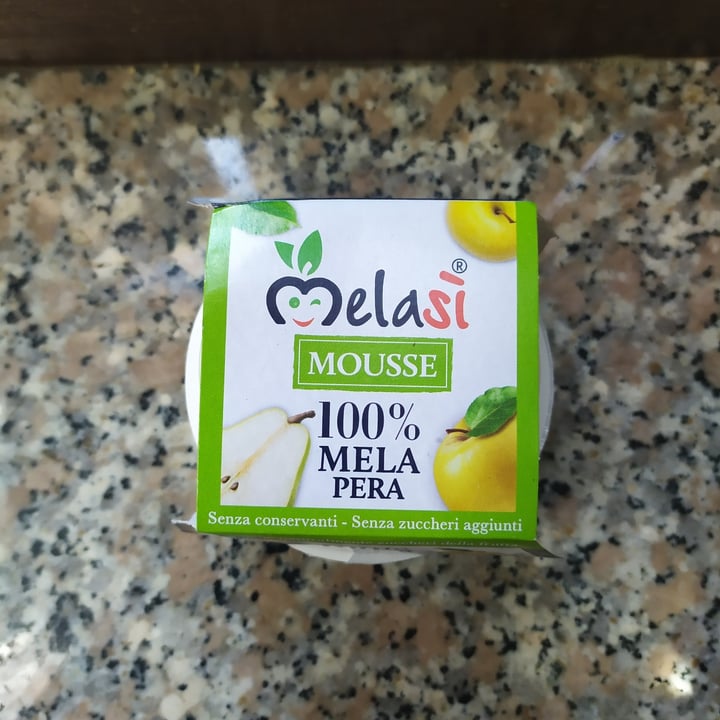 melasì®
MOUSSE
100%
MELA
PERA
Senza conservanti - Senza zuccheri aggiunti